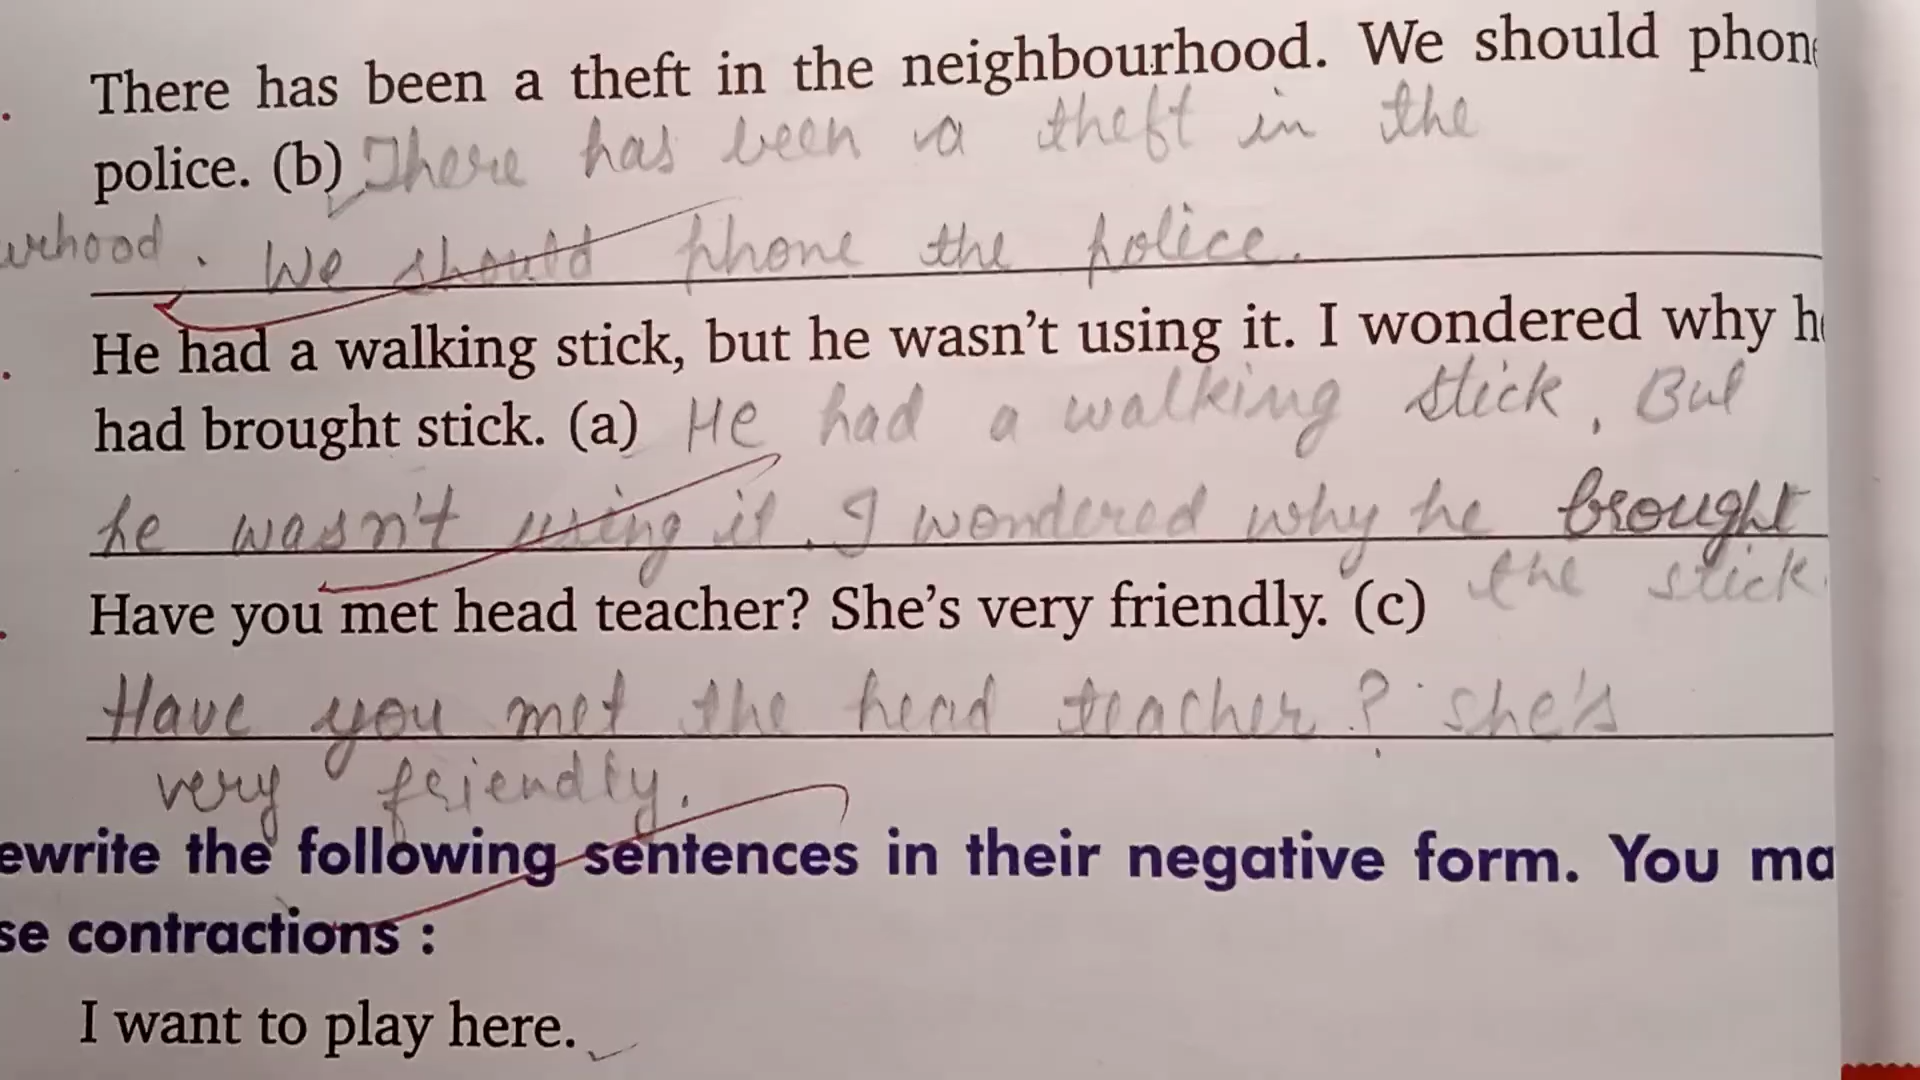 There has been a theft in the neighbourhood. We should phone
police. (b) There has been a theft in the
urhood. We should phone the police.
He had a walking stick, but he wasn't using it. I wondered why he
had brought stick. (a) He had a walking stick, But
he wasn't using it. I wondered why he brought
the stick.
Have you met head teacher? She's very friendly. (c)
Have you met the head teacher? She's
very friendly.
ewrite the following sentences in their negative form. You ma
se contractions :
I want to play here.